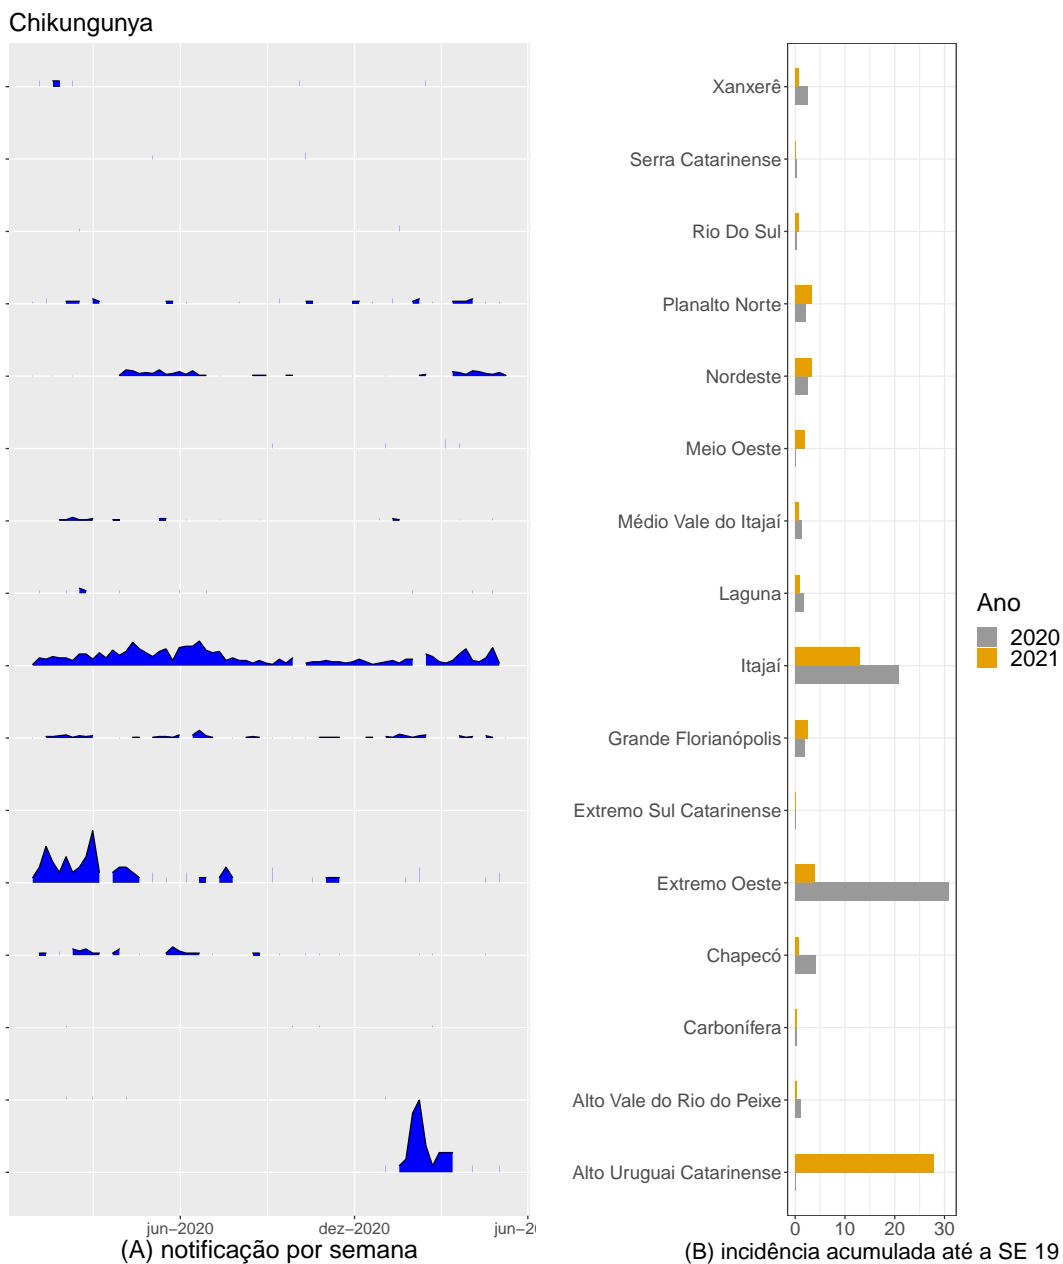 Chikungunya
Xanxerê
Serra Catarinense
Rio Do Sul
Planalto Norte
Nordeste
Meio Oeste
Médio Vale do Itajaí
Laguna
Itajaí
Grande Florianópolis
Extremo Sul Catarinense
Extremo Oeste
Chapecó
Carbonífera
Alto Vale do Rio do Peixe
Alto Uruguai Catarinense
Ano
2020
2021
jun−2020 dez−2020 jun−2
0 10 20 30
(A) notificação por semana
(B) incidência acumulada até a SE 19